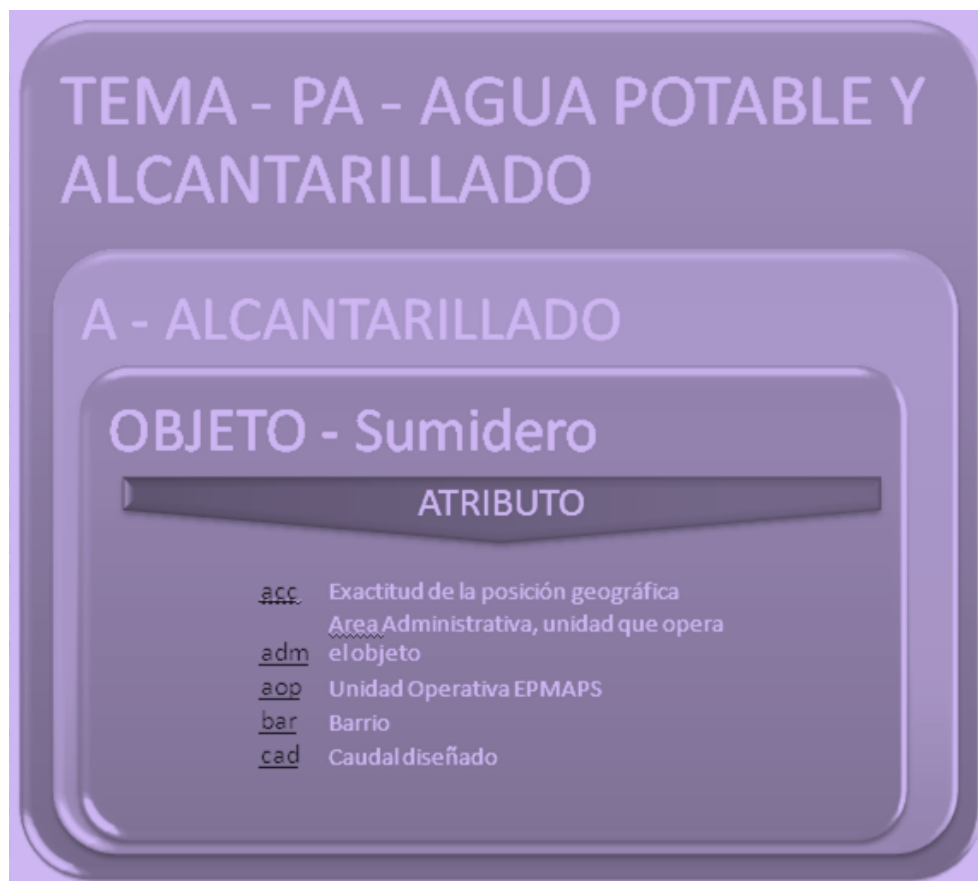 TEMA - PA - AGUA POTABLE Y
ALCANTARILLADO
A - ALCANTARILLADO
OBJETO - Sumidero
ATRIBUTO
acc Exactitud de la posición geográfica
Area Administrativa, unidad que opera
adm el objeto
aop Unidad Operativa EPMAPS
bar Barrio
cad Caudal diseñado